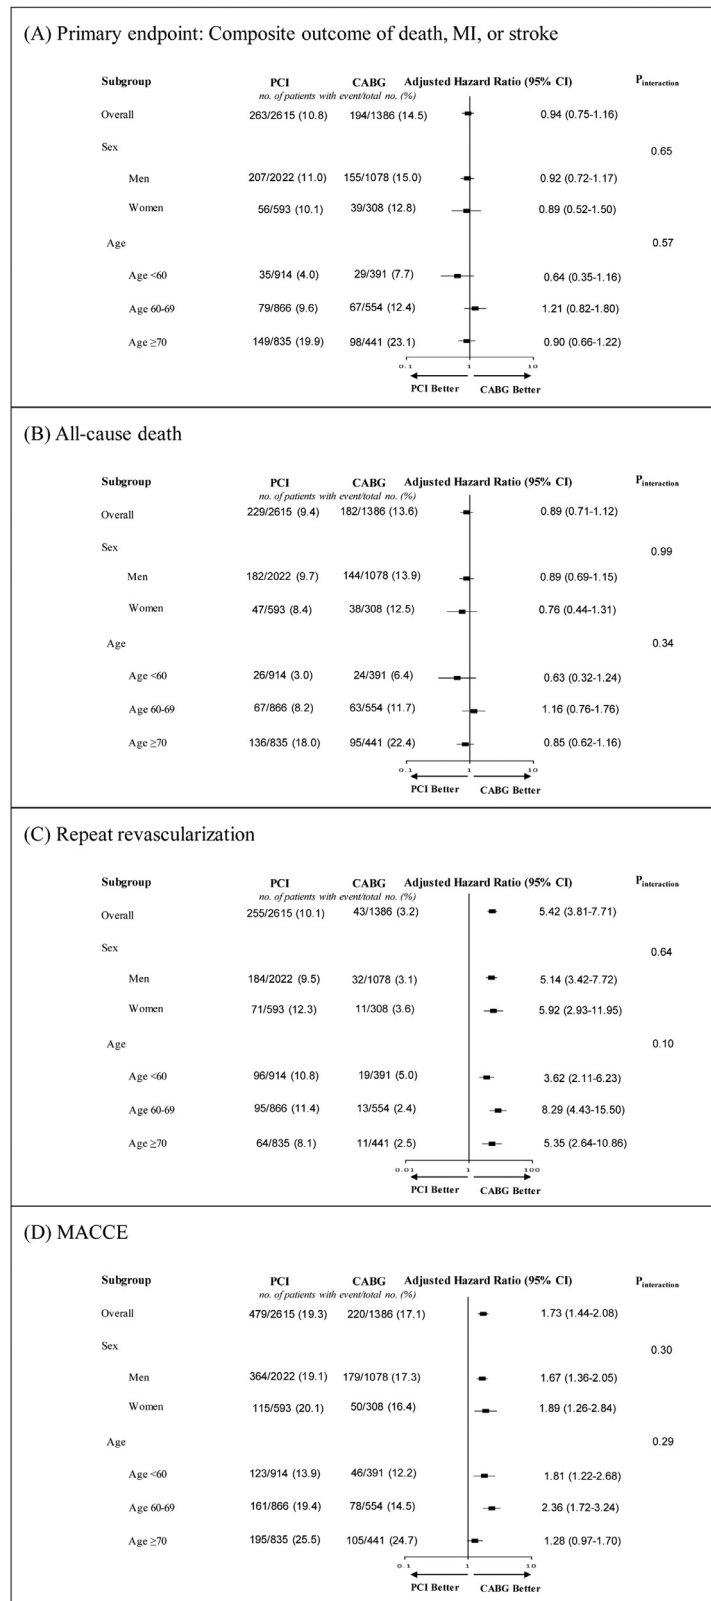 (A) Primary endpoint: Composite outcome of death, MI, or stroke
Subgroup PCI CABG Adjusted Hazard Ratio (95% CI) Pinteraction
no. of patients with event/total no. (%)
Overall 263/2615 (10.8) 194/1386 (14.5) 0.94 (0.75-1.16)
Sex 0.65
Men 207/2022 (11.0) 155/1078 (15.0) 0.92 (0.72-1.17)
Women 56/593 (10.1) 39/308 (12.8) 0.89 (0.52-1.50)
Age 0.57
Age <60 35/914 (4.0) 29/391 (7.7) 0.64 (0.35-1.16)
Age 60-69 79/866 (9.6) 67/554 (12.4) 1.21 (0.82-1.80)
Age ≥70 149/835 (19.9) 98/441 (23.1) 0.90 (0.66-1.22)
0.1 1 10
PCI Better CABG Better
(B) All-cause death
Subgroup PCI CABG Adjusted Hazard Ratio (95% CI) Pinteraction
no. of patients with event/total no. (%)
Overall 229/2615 (9.4) 182/1386 (13.6) 0.89 (0.71-1.12)
Sex 0.99
Men 182/2022 (9.7) 144/1078 (13.9) 0.89 (0.69-1.15)
Women 47/593 (8.4) 38/308 (12.5) 0.76 (0.44-1.31)
Age 0.34
Age <60 26/914 (3.0) 24/391 (6.4) 0.63 (0.32-1.24)
Age 60-69 67/866 (8.2) 63/554 (11.7) 1.16 (0.76-1.76)
Age ≥70 136/835 (18.0) 95/441 (22.4) 0.85 (0.62-1.16)
0.1 1 10
PCI Better CABG Better
(C) Repeat revascularization
Subgroup PCI CABG Adjusted Hazard Ratio (95% CI) Pinteraction
no. of patients with event/total no. (%)
Overall 255/2615 (10.1) 43/1386 (3.2) 5.42 (3.81-7.71)
Sex 0.64
Men 184/2022 (9.5) 32/1078 (3.1) 5.14 (3.42-7.72)
Women 71/593 (12.3) 11/308 (3.6) 5.92 (2.93-11.95)
Age 0.10
Age <60 96/914 (10.8) 19/391 (5.0) 3.62 (2.11-6.23)
Age 60-69 95/866 (11.4) 13/554 (2.4) 8.29 (4.43-15.50)
Age ≥70 64/835 (8.1) 11/441 (2.5) 5.35 (2.64-10.86)
0.01 1 100
PCI Better CABG Better
(D) MACCE
Subgroup PCI CABG Adjusted Hazard Ratio (95% CI) Pinteraction
no. of patients with event/total no. (%)
Overall 479/2615 (19.3) 220/1386 (17.1) 1.73 (1.44-2.08)
Sex 0.30
Men 364/2022 (19.1) 179/1078 (17.3) 1.67 (1.36-2.05)
Women 115/593 (20.1) 50/308 (16.4) 1.89 (1.26-2.84)
Age 0.29
Age <60 123/914 (13.9) 46/391 (12.2) 1.81 (1.22-2.68)
Age 60-69 161/866 (19.4) 78/554 (14.5) 2.36 (1.72-3.24)
Age ≥70 195/835 (25.5) 105/441 (24.7) 1.28 (0.97-1.70)
0.1 1 10
PCI Better CABG Better